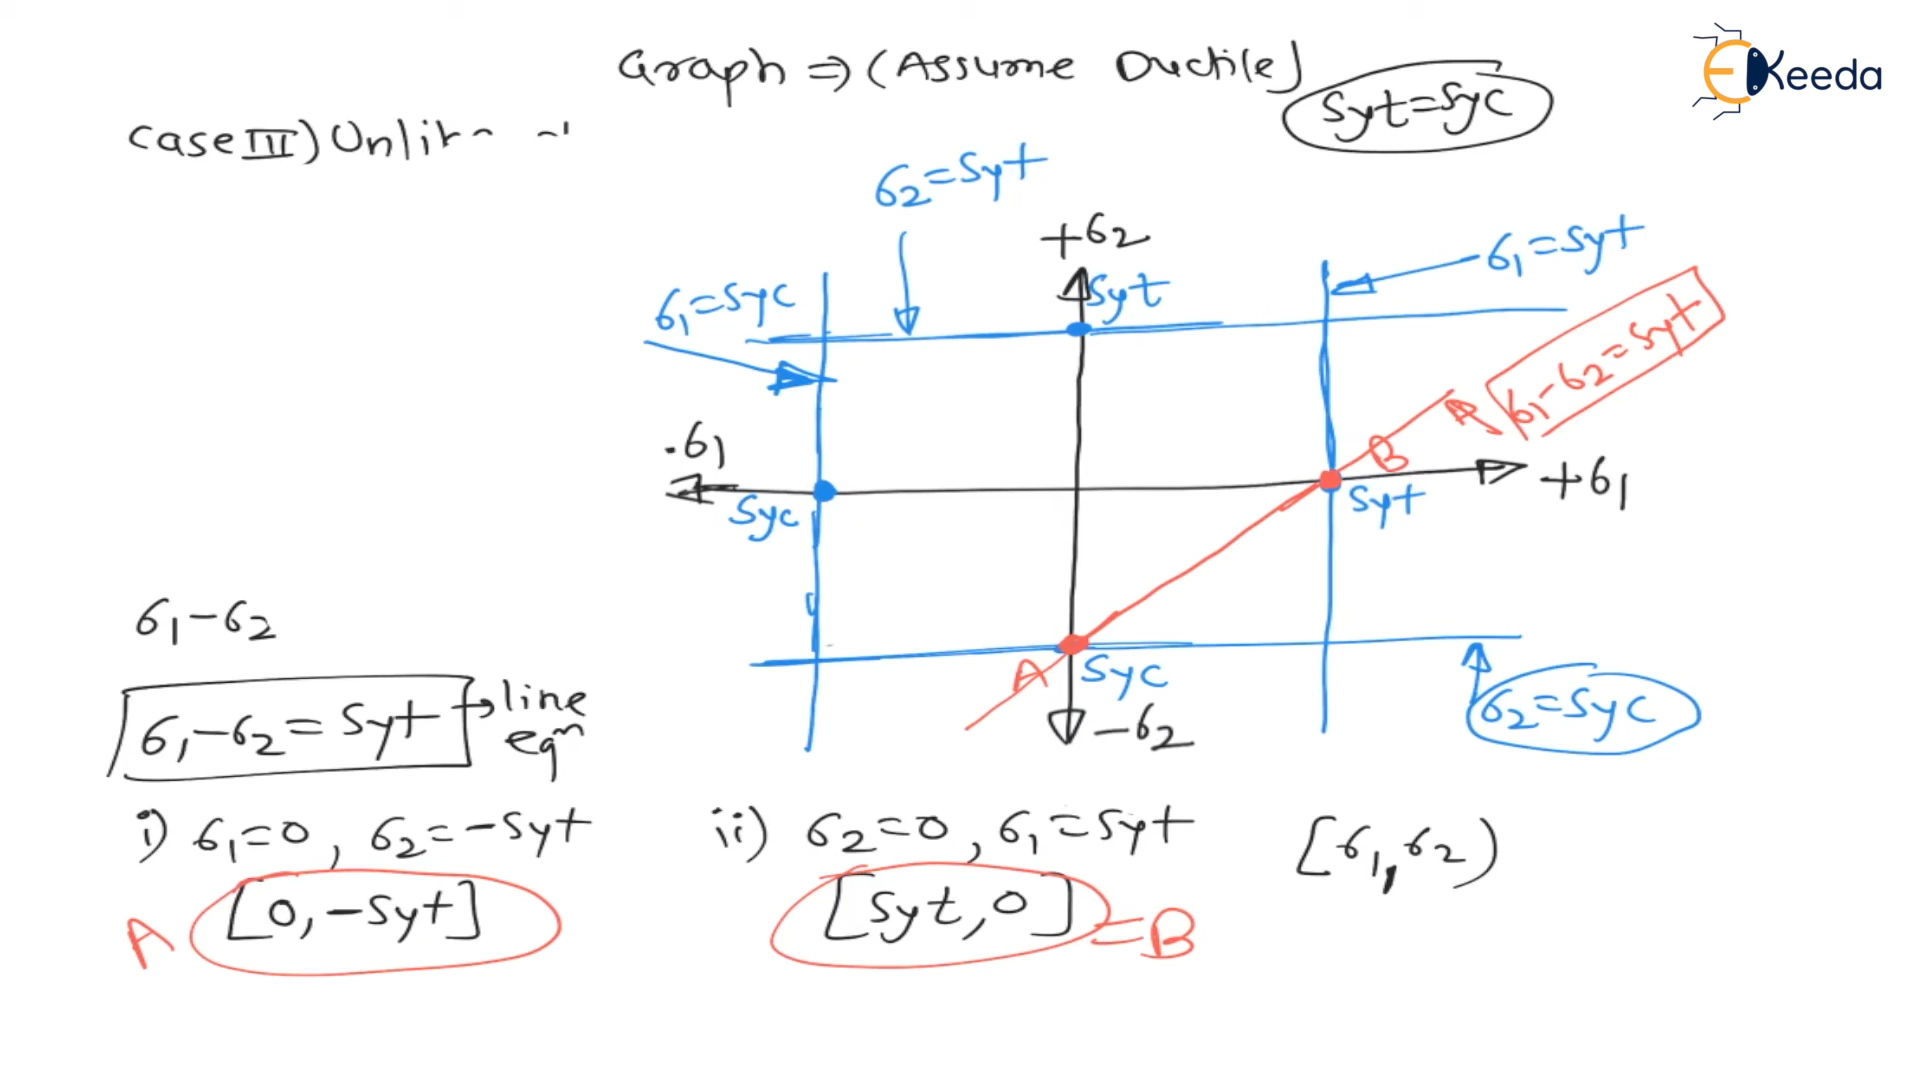 Graph ⇒ (Assume Ductile)
Syt=Syc
EKeeda
case III)
σ2=Syt
+σ2
Syt
σ1=Syt
σ1=Syc
σ1-σ2=Syt
A
B
-σ1
Syc
Syt
+σ1
A
Syc
-σ2
σ2=Syc
σ1-σ2
σ1-σ2=Syt → line eqn
i) σ1=0, σ2=-Syt
ii) σ2=0, σ1=Syt
[σ1,σ2)
A [0,-Syt]
[Syt,0] = B